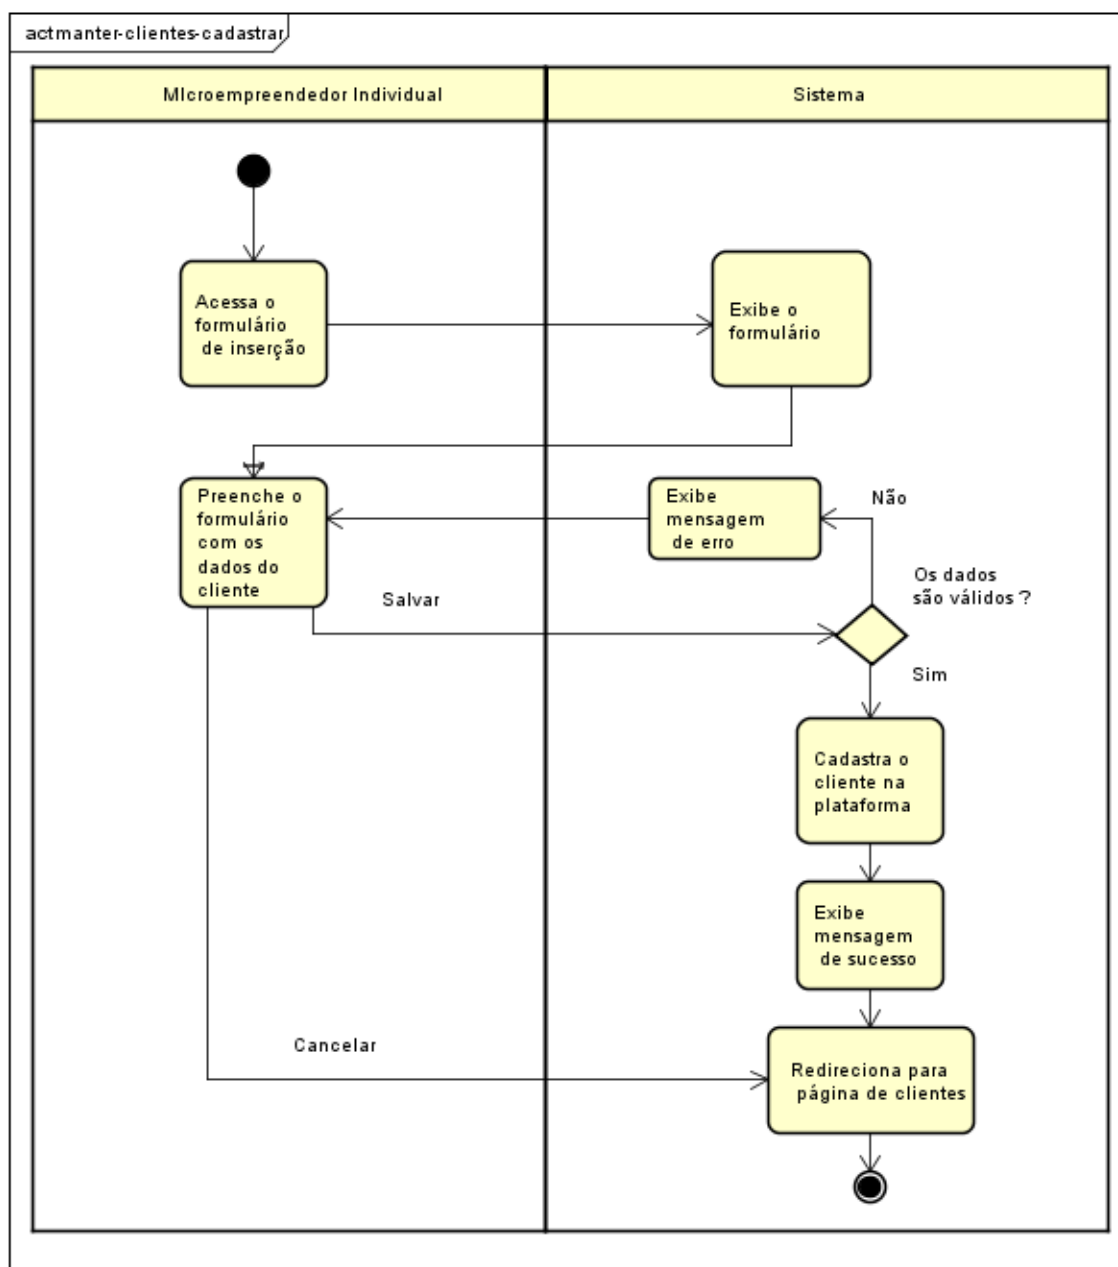 actmanter-clientes-cadastrar
MIcroempreendedor Individual
Sistema
Acessa o
formulário
de inserção
Exibe o
formulário
Preenche o
formulário
com os
dados do
cliente
Exibe
mensagem
de erro
Não
Os dados
são válidos ?
Salvar
Sim
Cadastra o
cliente na
plataforma
Exibe
mensagem
de sucesso
Cancelar
Redireciona para
página de clientes